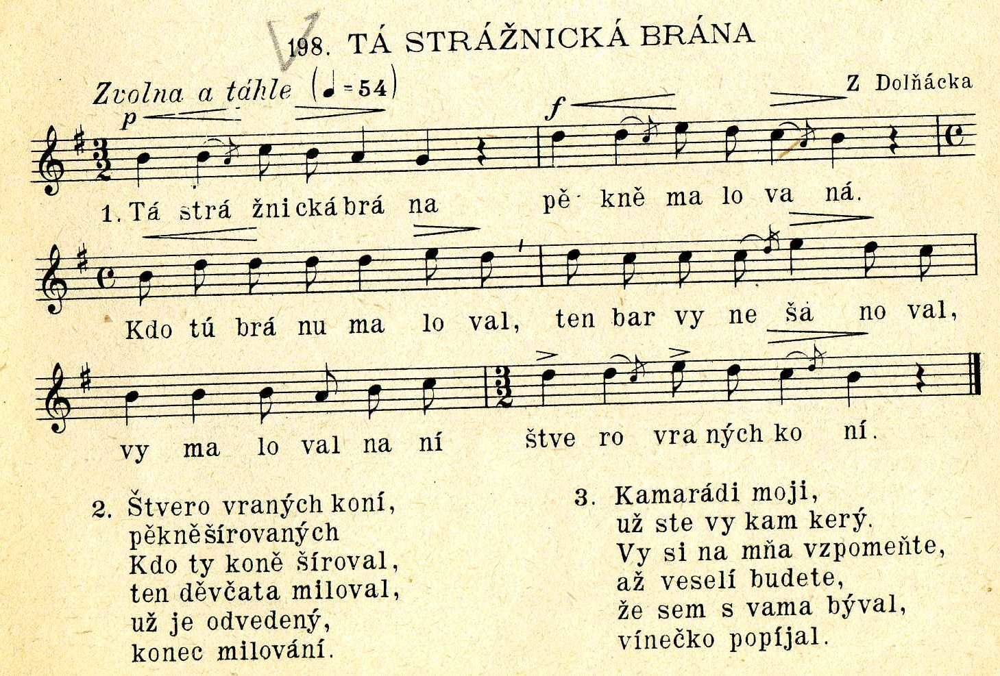 198. TÁ STRÁŽNICKÁ BRÁNA
Zvolna a táhle (♩=54)
Z Dolňácka
p f
1. Tá strá žni cká brá na pě kně ma lo va ná.
Kdo tú brá nu ma lo val, ten bar vy ne ša no val,
vy ma lo val na ní štve ro vra ných ko ní.
2. Štvero vraných koní,
pěkně šírovaných
Kdo ty koně šíroval,
ten děvčata miloval,
už je odvedený,
konec milování.
3. Kamarádi moji,
už ste vy kam kerý.
Vy si na mňa vzpomeňte,
až veselí budete,
že sem s vama býval,
vínečko popíjal.